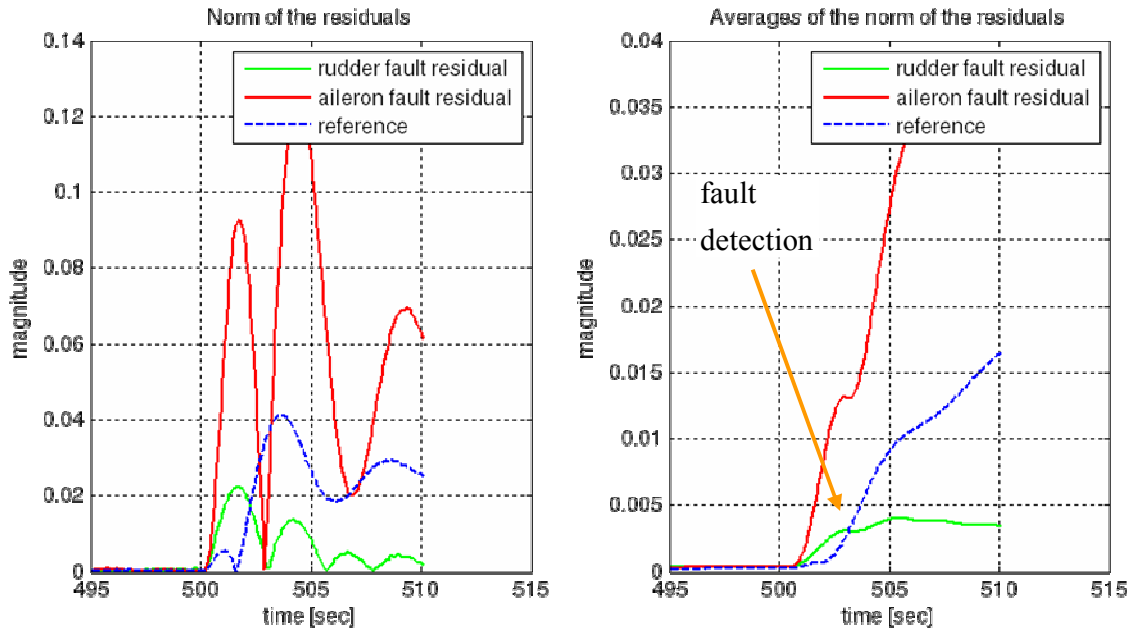 Norm of the residuals
0.14
0.12
0.1
0.08
0.06
0.04
0.02
0
magnitude
rudder fault residual
aileron fault residual
reference
495
500
505
510
515
time [sec]
Averages of the norm of the residuals
0.04
0.035
0.03
0.025
0.02
0.015
0.01
0.005
0
magnitude
rudder fault residual
aileron fault residual
reference
fault
detection
495
500
505
510
515
time [sec]